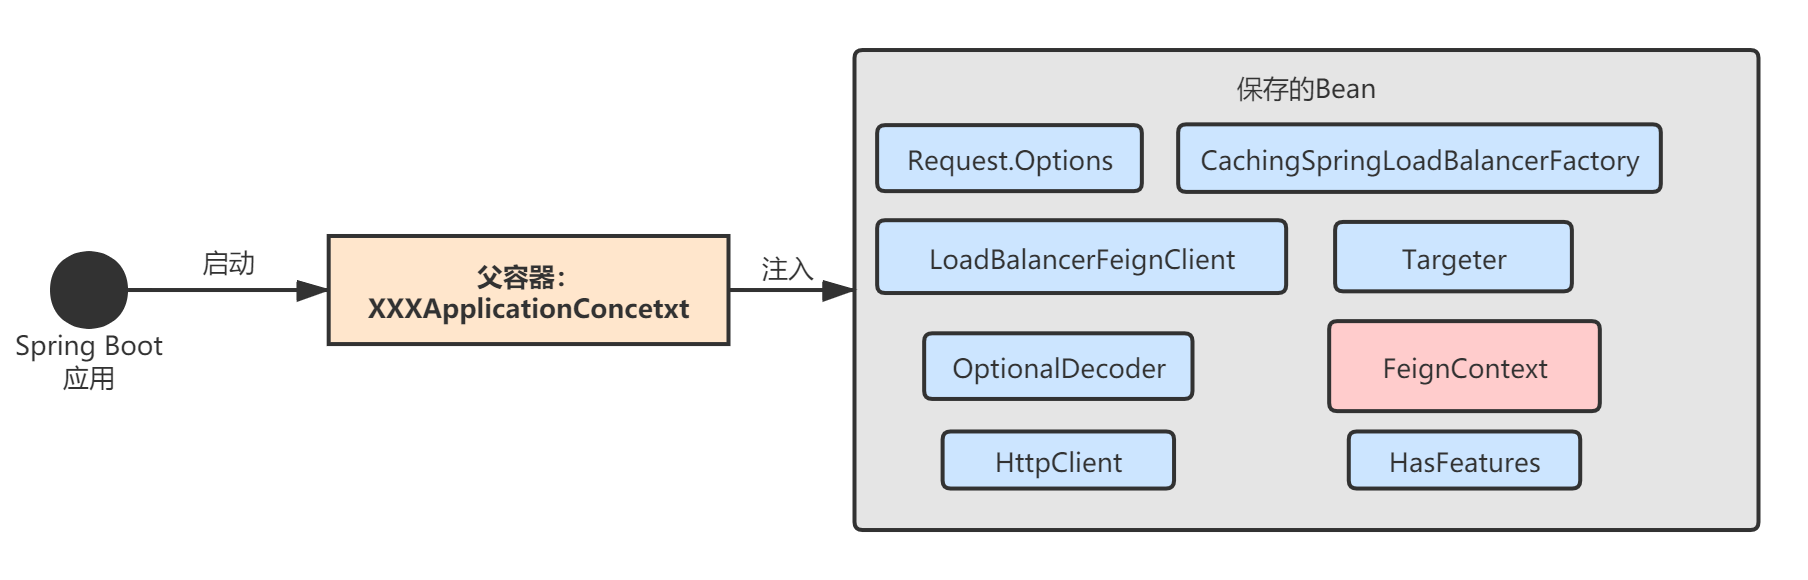 Spring Boot
应用
启动
父容器：
XXXApplicationConcetxt
注入
保存的Bean
Request.Options
CachingSpringLoadBalancerFactory
LoadBalancerFeignClient
Targeter
OptionalDecoder
FeignContext
HttpClient
HasFeatures